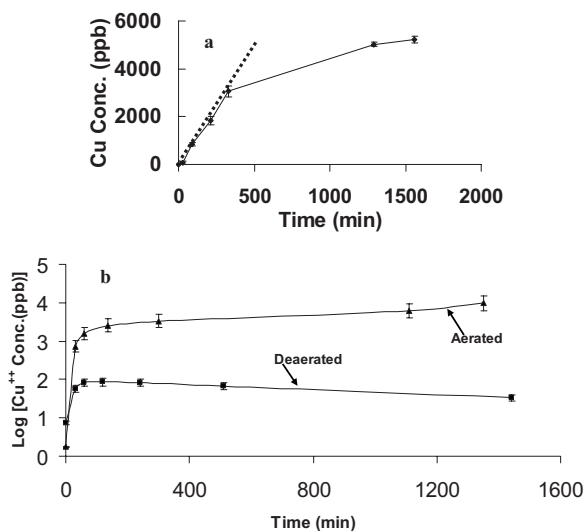 a
Cu Conc. (ppb)
6000
4000
2000
0
0 500 1000 1500 2000
Time (min)
b
Log [Cu⁺⁺ Conc.(ppb)]
5
4
3
2
1
0
Aerated
Deaerated
0 400 800 1200 1600
Time (min)